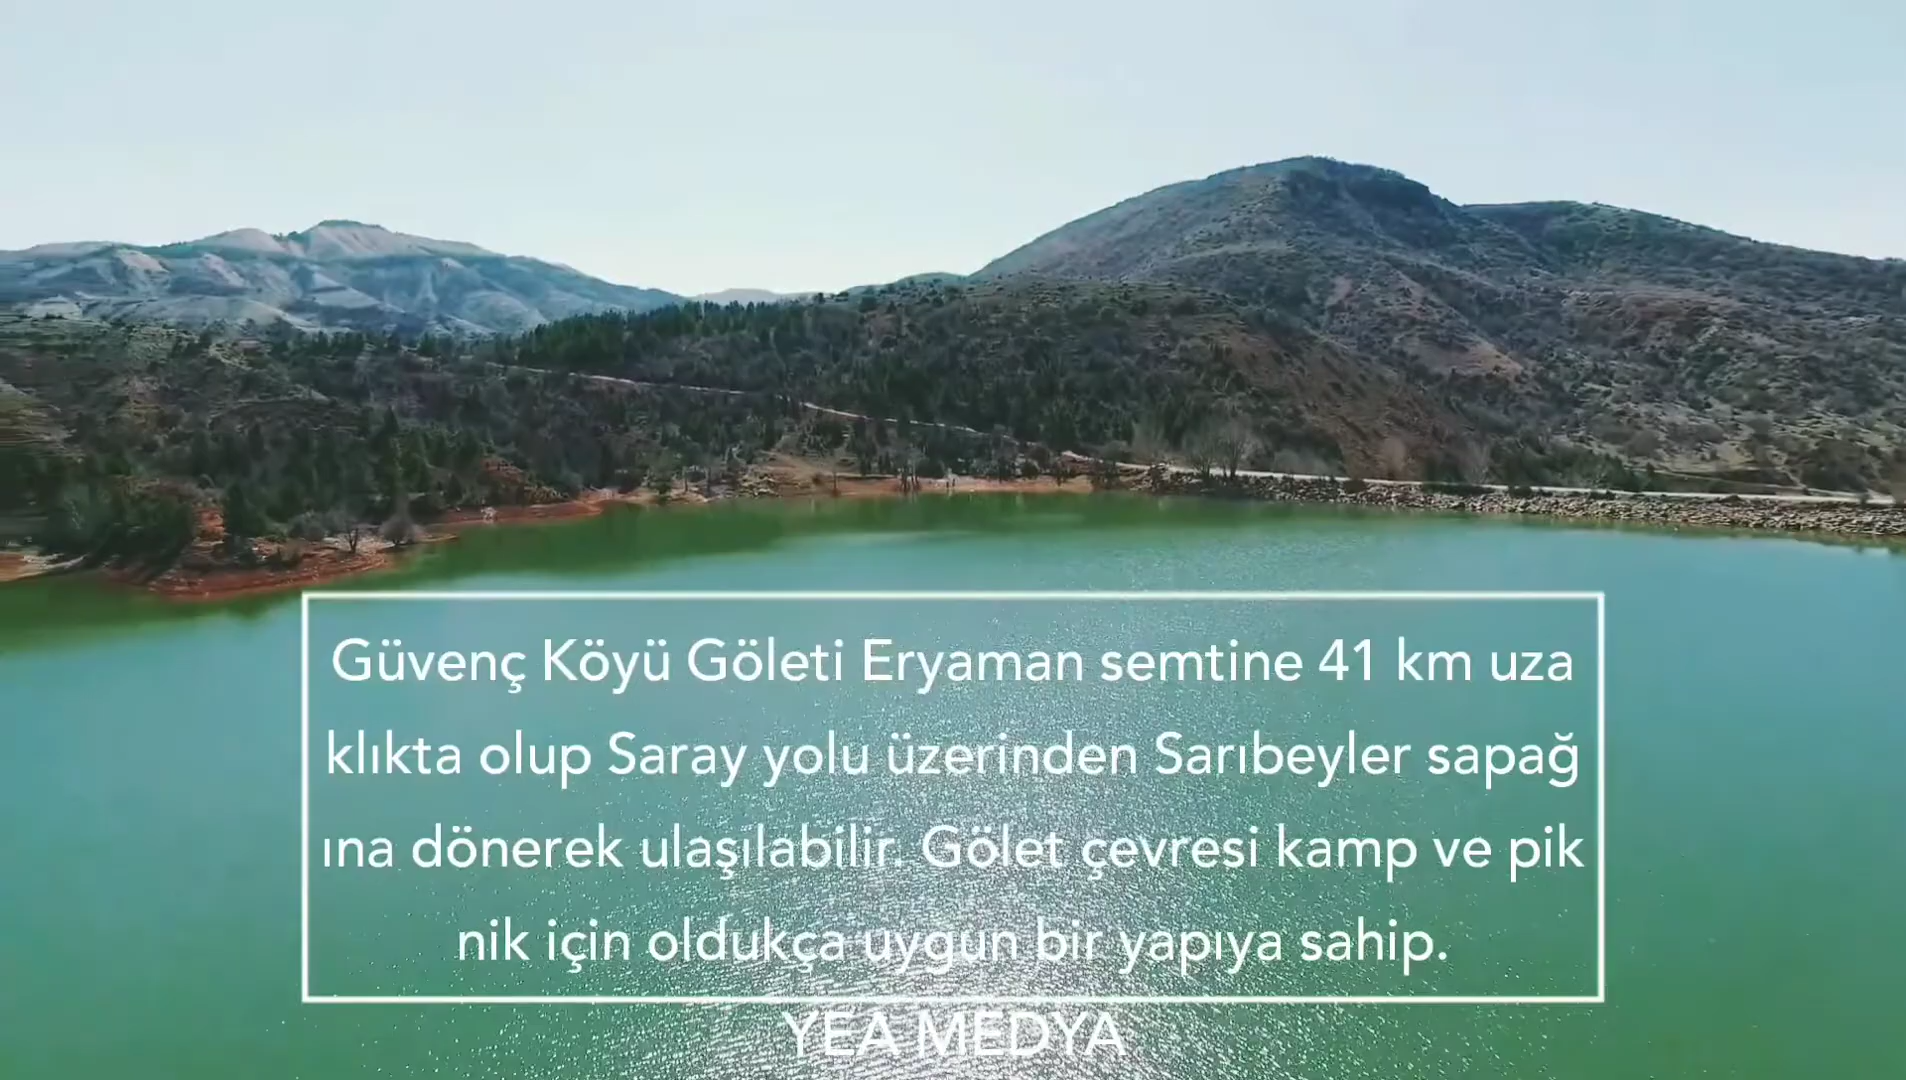 Güvenç Köyü Göleti Eryaman semtine 41 km uza
klıkta olup Saray yolu üzerinden Sarıbeyler sapağ
ına dönerek ulaşılabilir. Gölet çevresi kamp ve pik
nik için oldukça uygun bir yapıya sahip.
YEA MEDYA